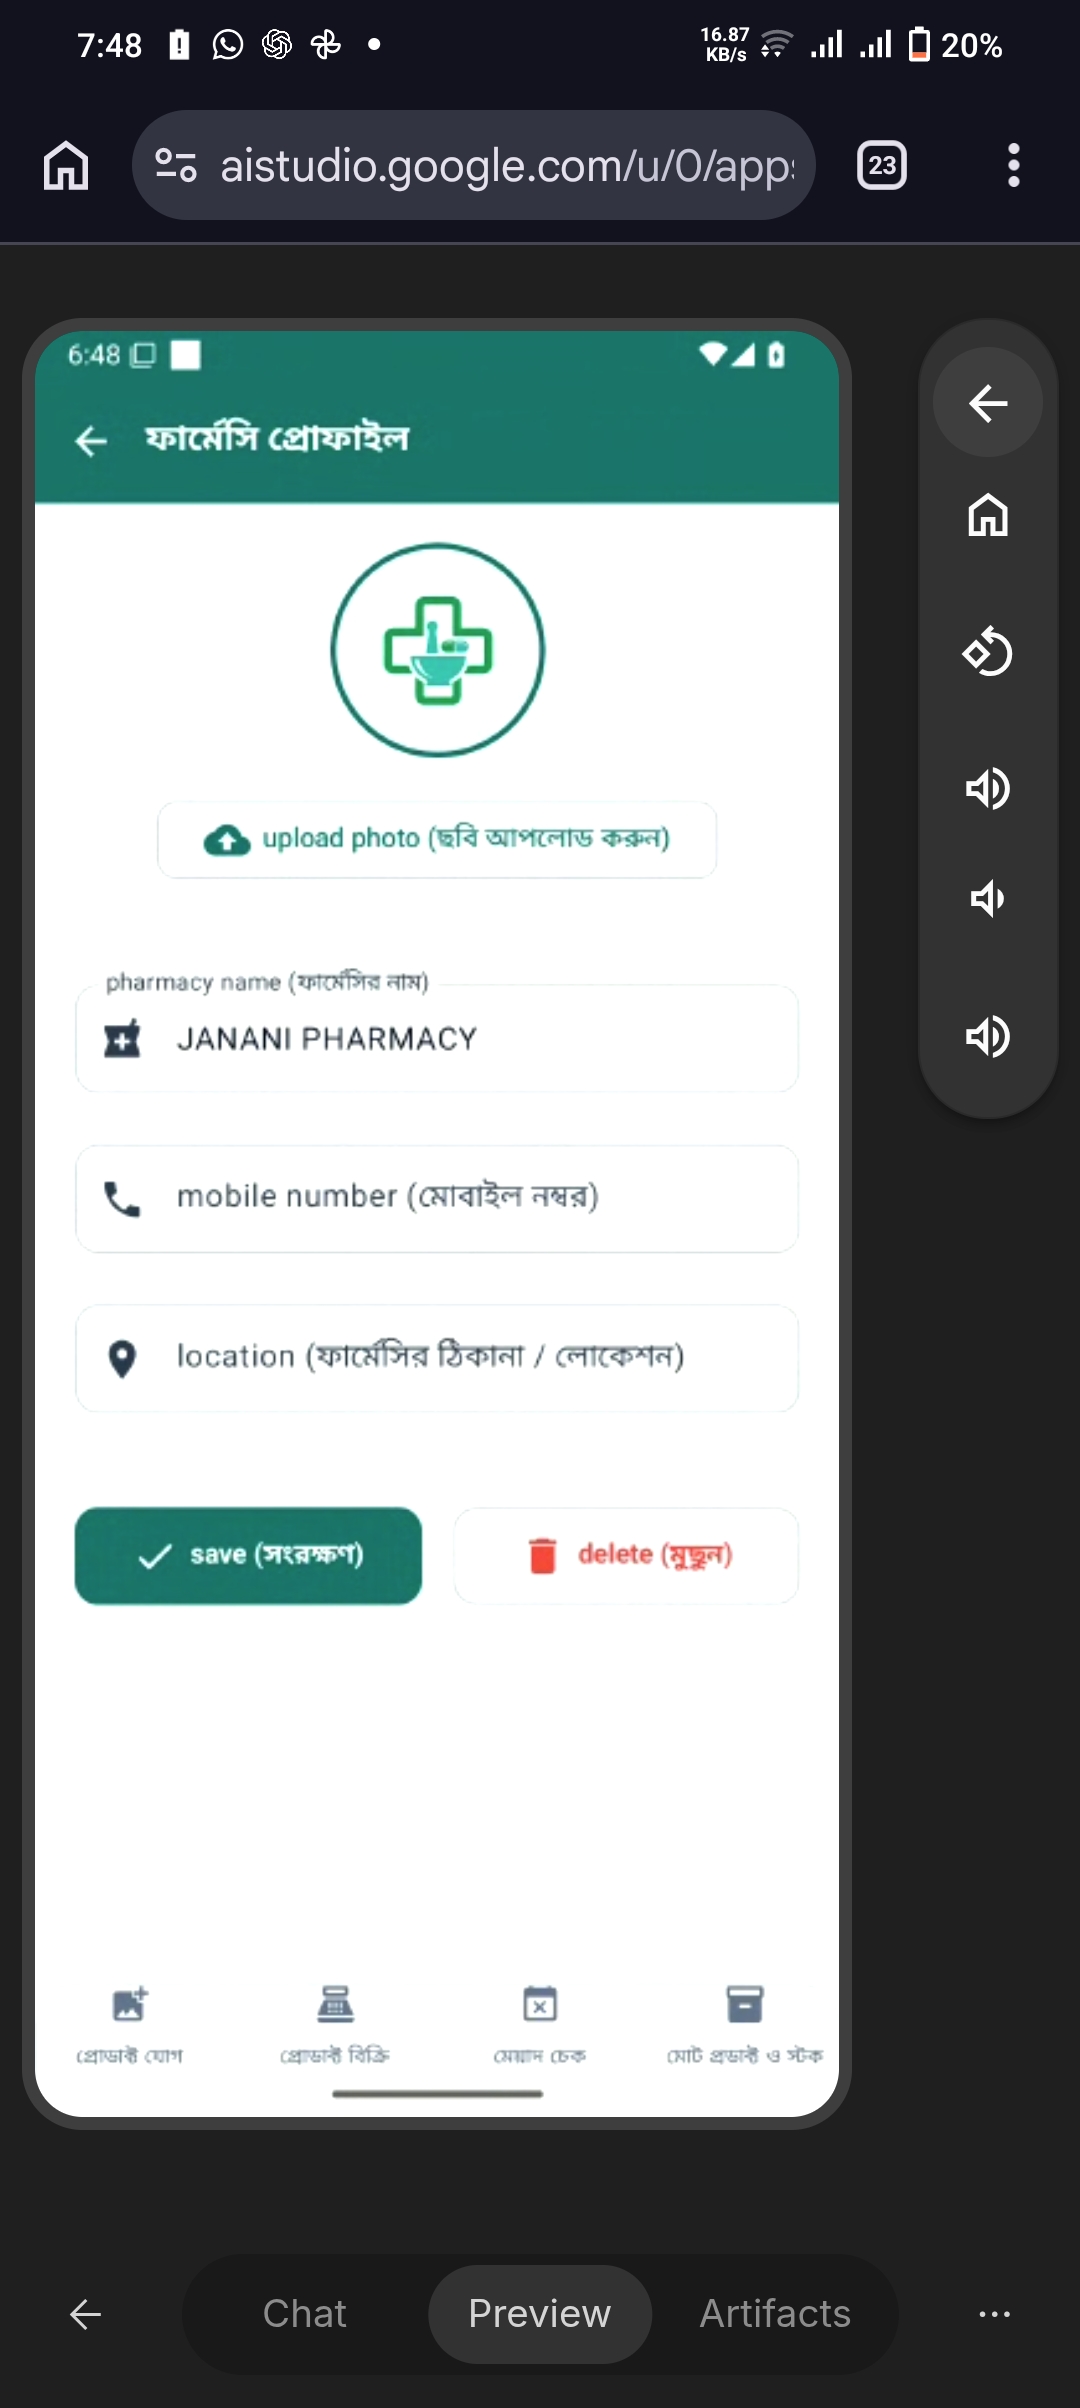 7:48
16.87
KB/s
20%
aistudio.google.com/u/0/app
23
6:48
ফার্মেসি প্রোফাইল
upload photo (ছবি আপলোড করুন)
pharmacy name (ফার্মেসির নাম)
JANANI PHARMACY
mobile number (মোবাইল নম্বর)
location (ফার্মেসির ঠিকানা / লোকেশন)
save (সংরক্ষণ)
delete (মুছুন)
প্রোডাক্ট যোগ
প্রোডাক্ট বিক্রি
মেয়াদ চেক
মোট প্রডাক্ট ও স্টক
Chat
Preview
Artifacts